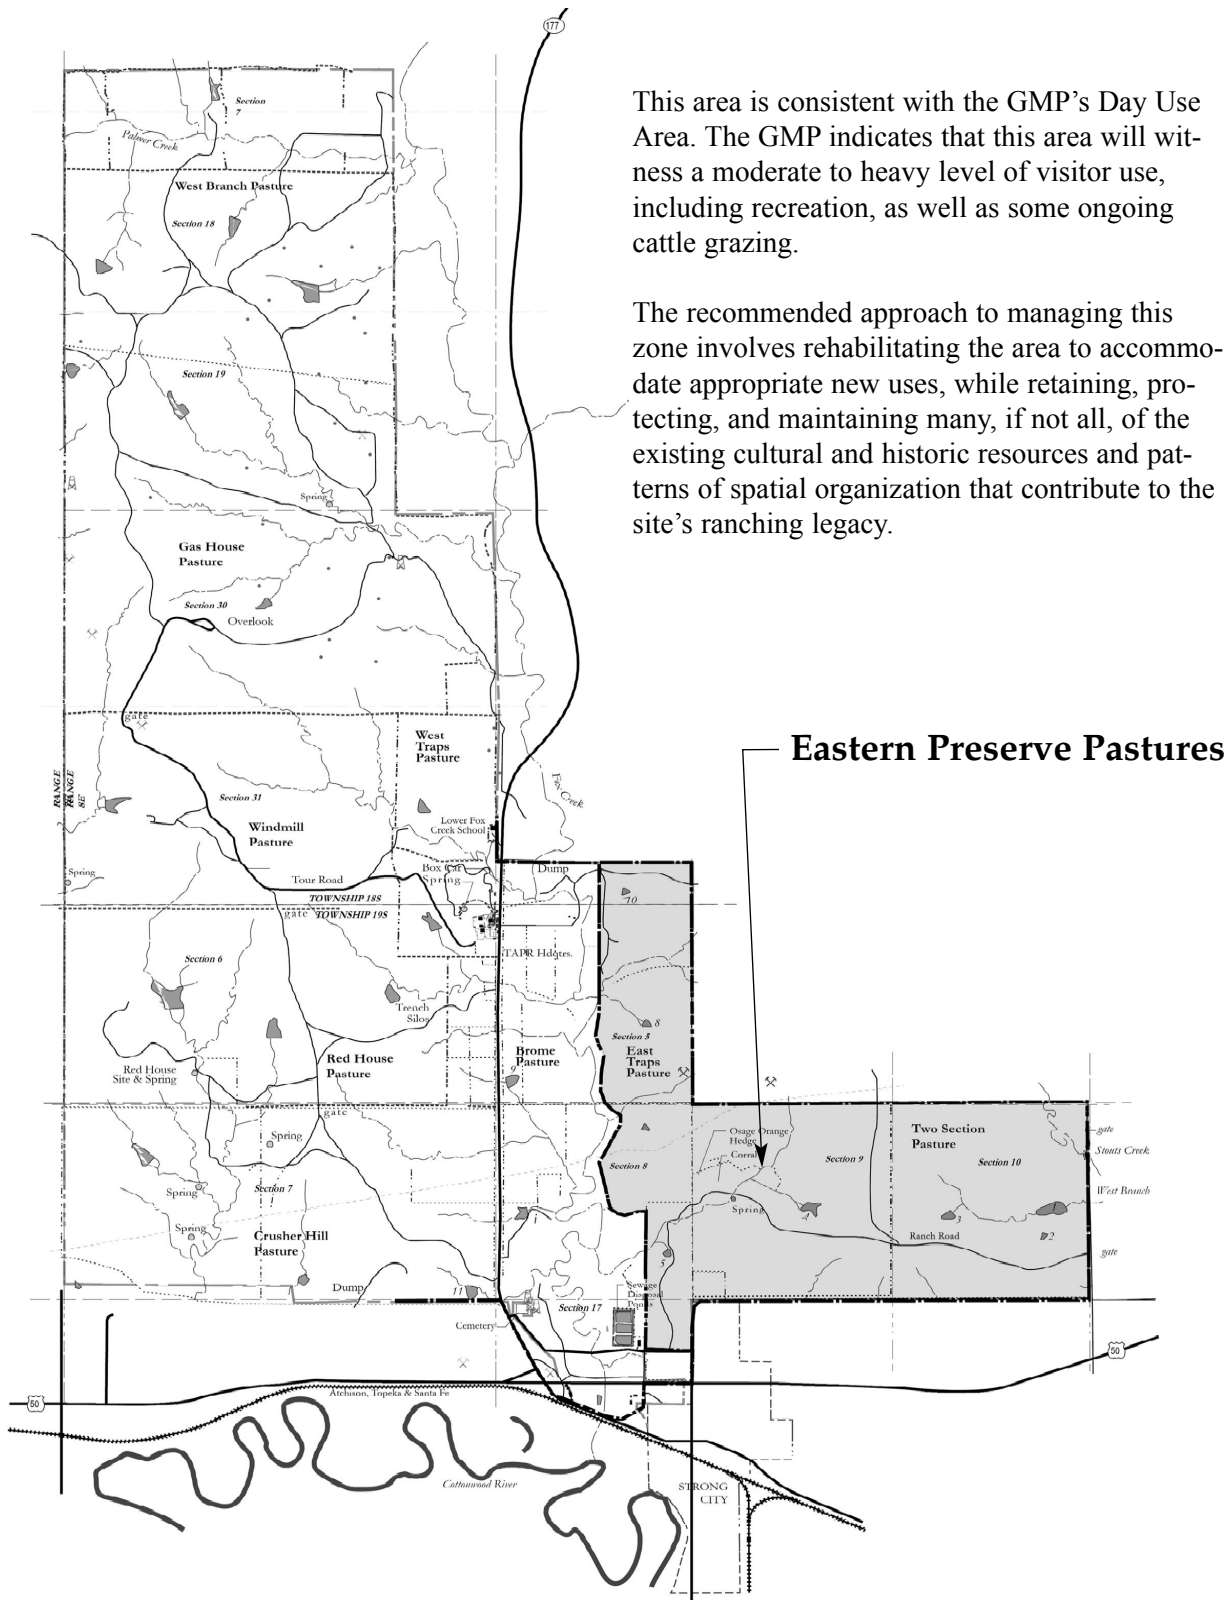 177
This area is consistent with the GMP's Day Use
Area. The GMP indicates that this area will wit-
ness a moderate to heavy level of visitor use,
including recreation, as well as some ongoing
cattle grazing.
The recommended approach to managing this
zone involves rehabilitating the area to accommo-
date appropriate new uses, while retaining, pro-
tecting, and maintaining many, if not all, of the
existing cultural and historic resources and pat-
terns of spatial organization that contribute to the
site's ranching legacy.
Section
7
Palmer Creek
West Branch Pasture
Section 18
Section 19
Spring
Gas House
Pasture
Section 30
Overlook
gate
West
Traps
Pasture
Eastern Preserve Pastures
RANGE
RANGE
8E
Fox Creek
Section 31
Windmill
Pasture
Lower Fox
Creek School
Spring
Box Car
Spring
Dump
Tour Road
TOWNSHIP 18S
gate TOWNSHIP 19S
10
TAPR Hdqtrs.
Section 6
Trench
Silos
8
Section 5
East
Traps
Pasture
Brome
Pasture
9
Red House
Pasture
Red House
Site & Spring
gate
Spring
Osage Orange
Hedge
Corral
Two Section
Pasture
gate
Stouts Creek
Section 8
Section 9
Section 10
Spring
Section 7
West Branch
Spring
1
4
3
2
Spring
Crusher Hill
Pasture
Ranch Road
gate
5
Dump
11
Sewage
Disposal
Ponds
Section 17
Cemetery
50
Atchison, Topeka & Santa Fe
50
Cottonwood River
STRONG
CITY